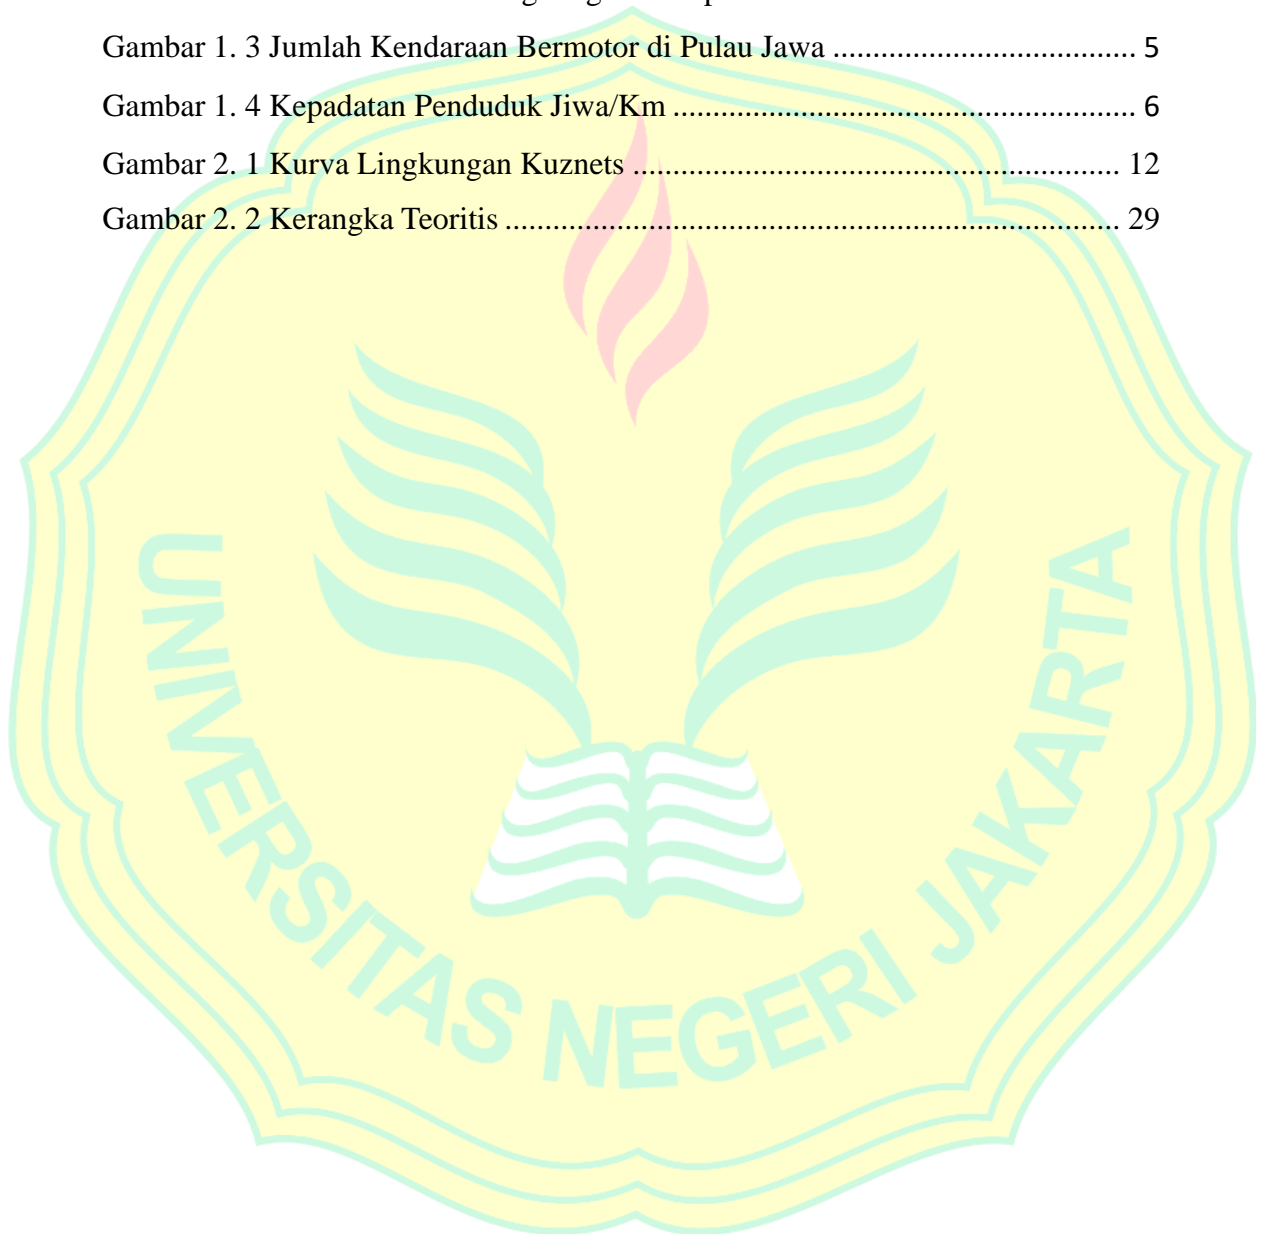 Gambar 1. 3 Jumlah Kendaraan Bermotor di Pulau Jawa ..................................... 5
Gambar 1. 4 Kepadatan Penduduk Jiwa/Km ......................................................... 6
Gambar 2. 1 Kurva Lingkungan Kuznets ............................................................ 12
Gambar 2. 2 Kerangka Teoritis ............................................................................ 29
UNIVERSITAS NEGERI JAKARTA